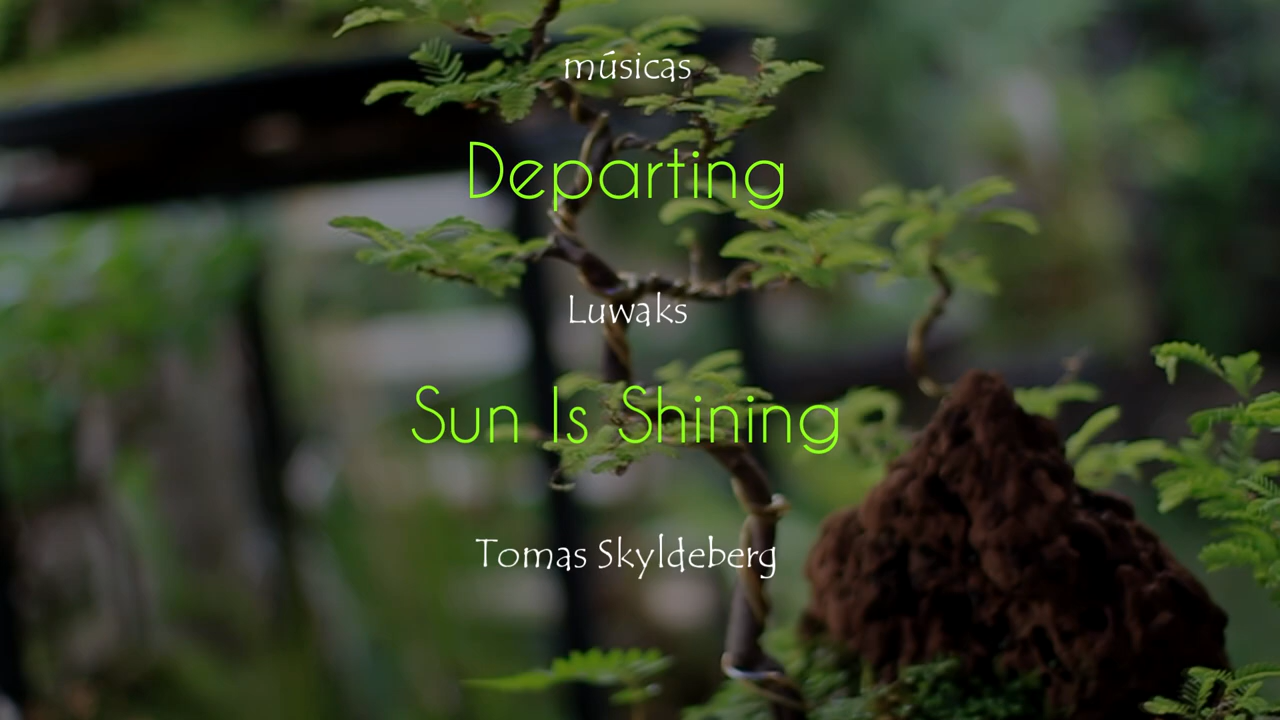 músicas
Departing
Luwaks
Sun Is Shining
Tomas Skyldeberg